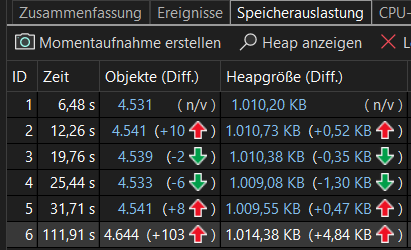 Zusammenfassung Ereignisse Speicherauslastung CPU-
Momentaufnahme erstellen Heap anzeigen
ID Zeit Objekte (Diff.) Heapgröße (Diff.)
1 6,48 s 4.531 ( n/v ) 1.010,20 KB ( n/v )
2 12,26 s 4.541 (+10 ) 1.010,73 KB (+0,52 KB )
3 19,76 s 4.539 (-2 ) 1.010,38 KB (-0,35 KB )
4 25,44 s 4.533 (-6 ) 1.009,08 KB (-1,30 KB )
5 31,71 s 4.541 (+8 ) 1.009,55 KB (+0,47 KB )
6 111,91 s 4.644 (+103 ) 1.014,38 KB (+4,84 KB )